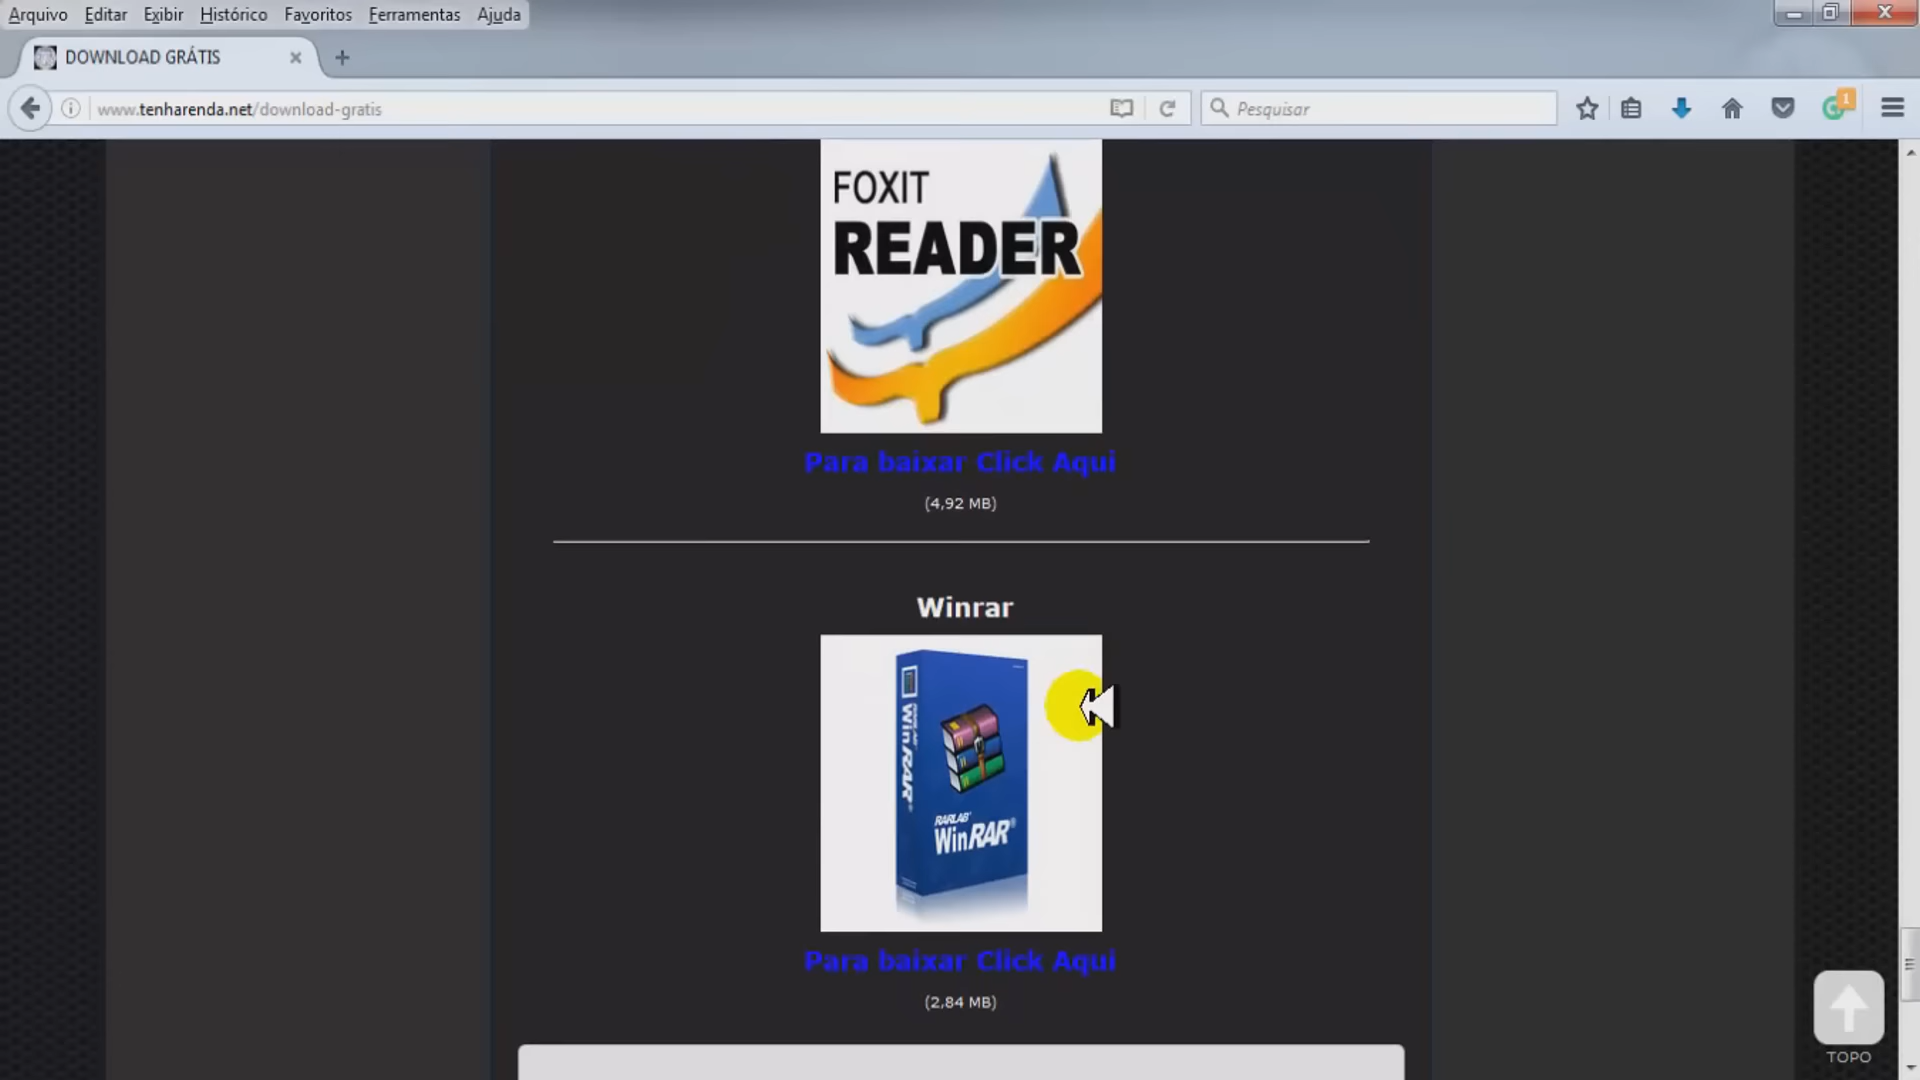 Arquivo Editar Exibir Histórico Favoritos Ferramentas Ajuda
DOWNLOAD GRÁTIS
www.tenharenda.net/download-gratis
Pesquisar
1
FOXIT
READER
Para baixar Click Aqui
(4,92 MB)
Winrar
WinRAR
RARLAB®
WinRAR®
Para baixar Click Aqui
(2,84 MB)
TOPO